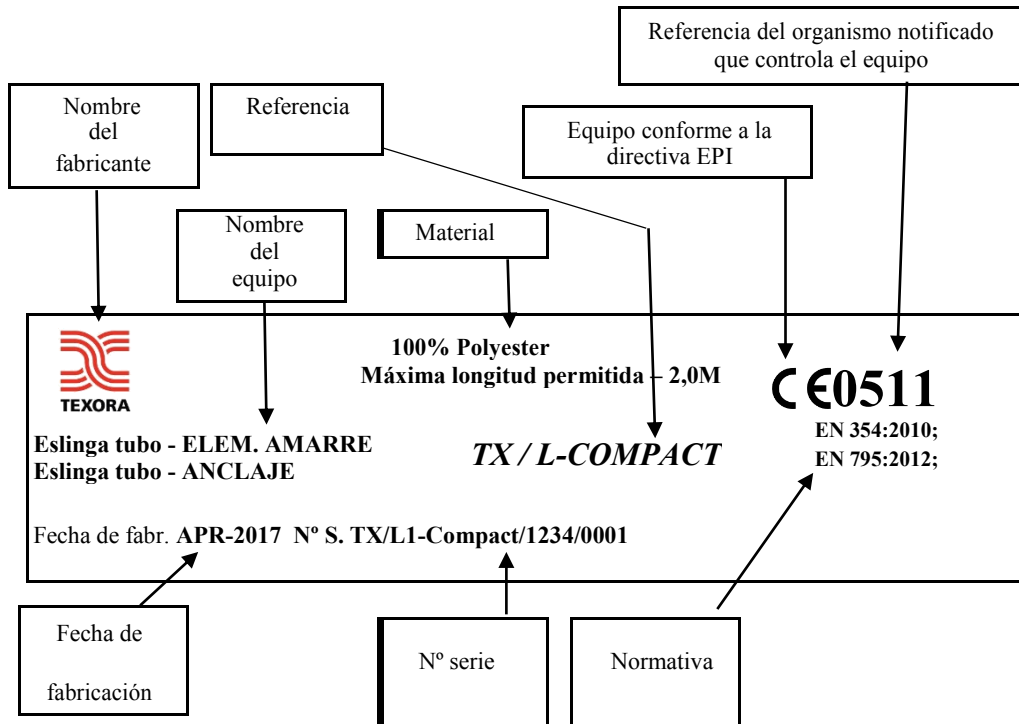 Referencia del organismo notificado
que controla el equipo
Nombre
del
fabricante
Referencia
Equipo conforme a la
directiva EPI
Nombre
del
equipo
Material
TEXORA
100% Polyester
Máxima longitud permitida – 2,0M
CE0511
EN 354:2010;
EN 795:2012;
Eslinga tubo - ELEM. AMARRE
Eslinga tubo - ANCLAJE
TX / L-COMPACT
Fecha de fabr. APR-2017 Nº S. TX/L1-Compact/1234/0001
Fecha de
fabricación
Nº serie
Normativa